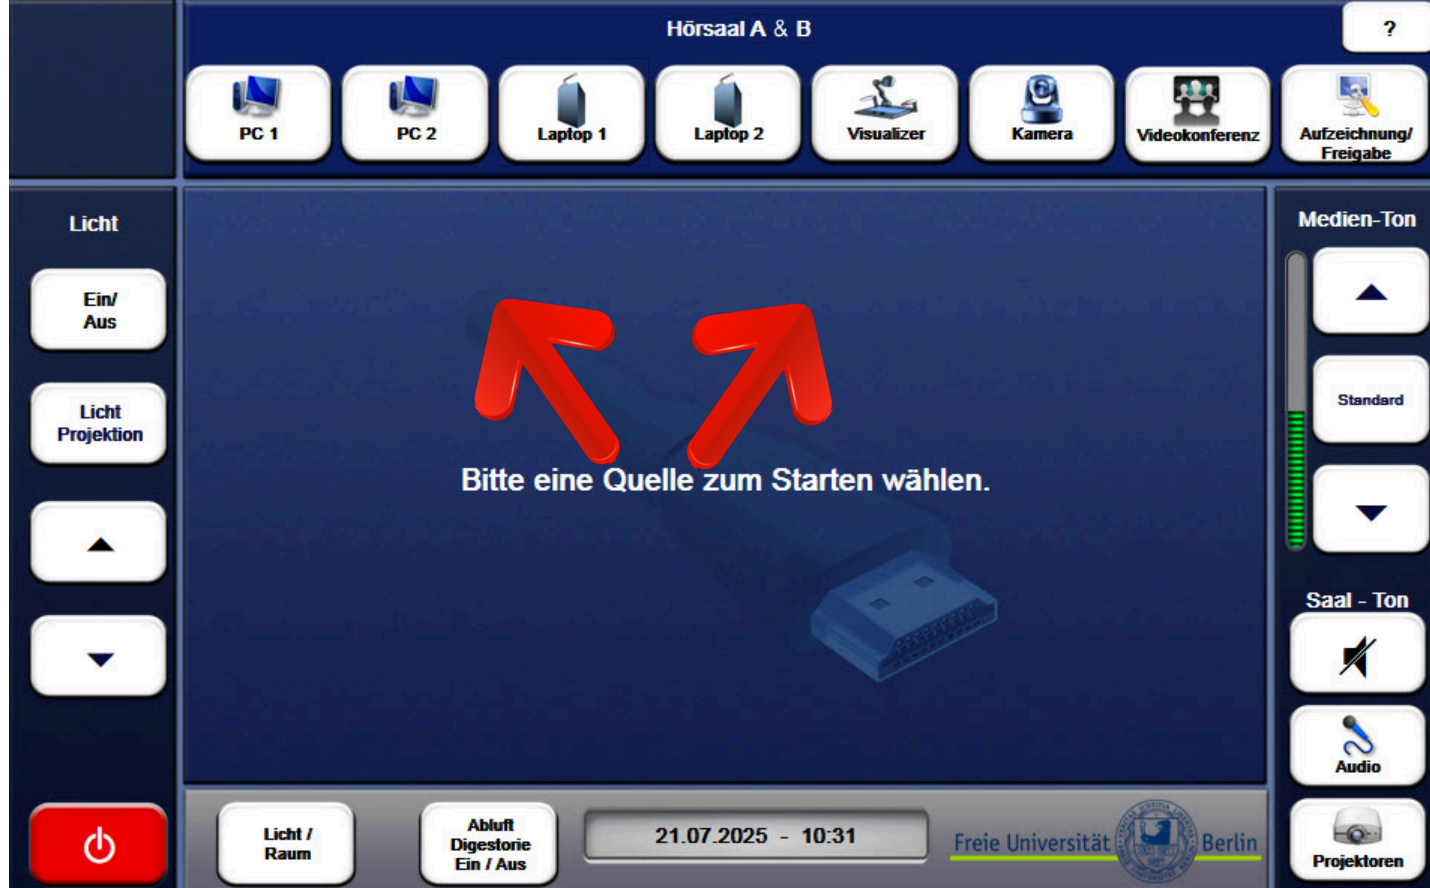 Hörsaal A & B
?
PC 1
PC 2
Laptop 1
Laptop 2
Visualizer
Kamera
Videokonferenz
Aufzeichnung/
Freigabe
Licht
Ein/
Aus
Licht
Projektion
Bitte eine Quelle zum Starten wählen.
Medien-Ton
Standard
Saal - Ton
Audio
Projektoren
Licht /
Raum
Abluft
Digestorie
Ein / Aus
21.07.2025 - 10:31
Freie Universität Berlin